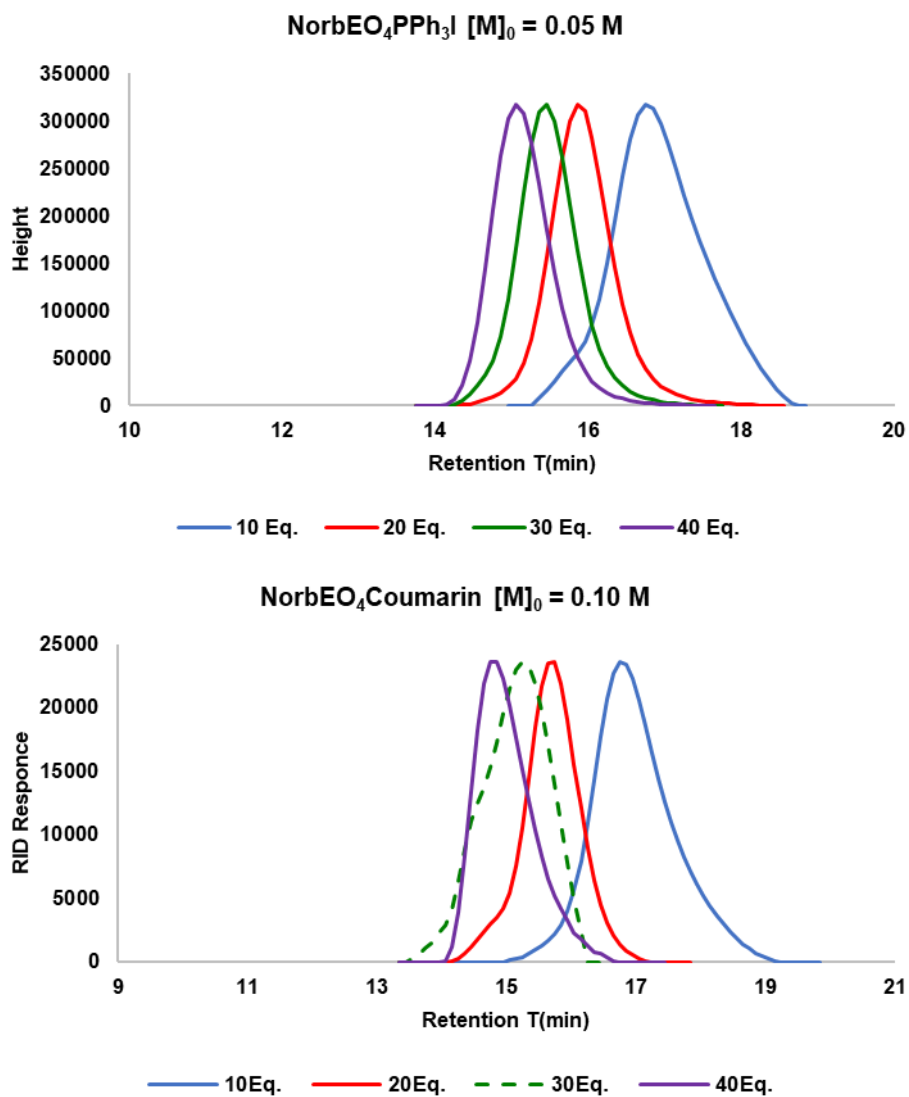 NorbEO₄PPh₃I [M]₀ = 0.05 M
350000
300000
250000
200000
150000
100000
50000
0
Height
10 12 14 16 18 20
Retention T(min)
10 Eq. 20 Eq. 30 Eq. 40 Eq.
NorbEO₄Coumarin [M]₀ = 0.10 M
25000
20000
15000
10000
5000
0
RID Responce
9 11 13 15 17 19 21
Retention T(min)
10Eq. 20Eq. 30Eq. 40Eq.